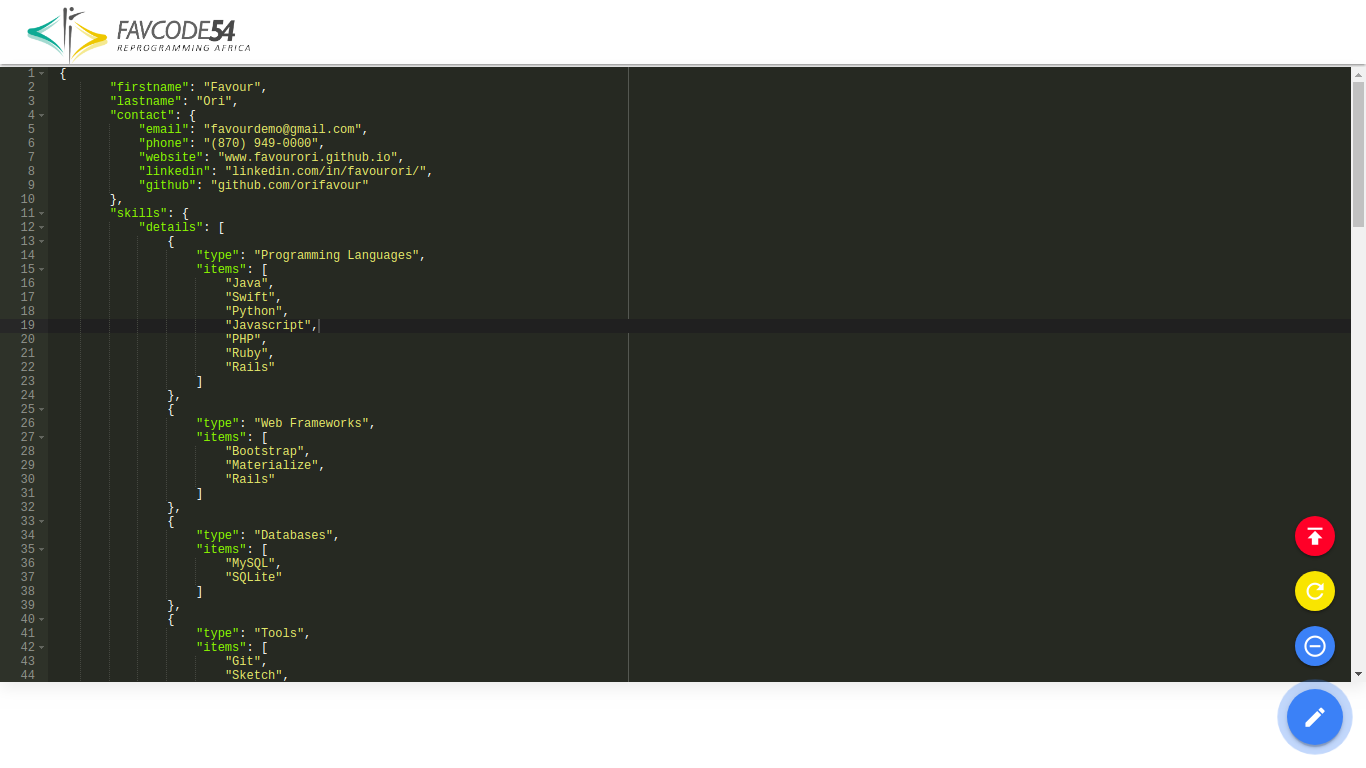 FAVCODE54
REPROGRAMMING AFRICA
1 {
2 "firstname": "Favour",
3 "lastname": "Ori",
4 "contact": {
5 "email": "favourdemo@gmail.com",
6 "phone": "(870) 949-0000",
7 "website": "www.favourori.github.io",
8 "linkedin": "linkedin.com/in/favourori/",
9 "github": "github.com/orifavour"
10 },
11 "skills": {
12 "details": [
13 {
14 "type": "Programming Languages",
15 "items": [
16 "Java",
17 "Swift",
18 "Python",
19 "Javascript",
20 "PHP",
21 "Ruby",
22 "Rails"
23 ]
24 },
25 {
26 "type": "Web Frameworks",
27 "items": [
28 "Bootstrap",
29 "Materialize",
30 "Rails"
31 ]
32 },
33 {
34 "type": "Databases",
35 "items": [
36 "MySQL",
37 "SQLite"
38 ]
39 },
40 {
41 "type": "Tools",
42 "items": [
43 "Git",
44 "Sketch",